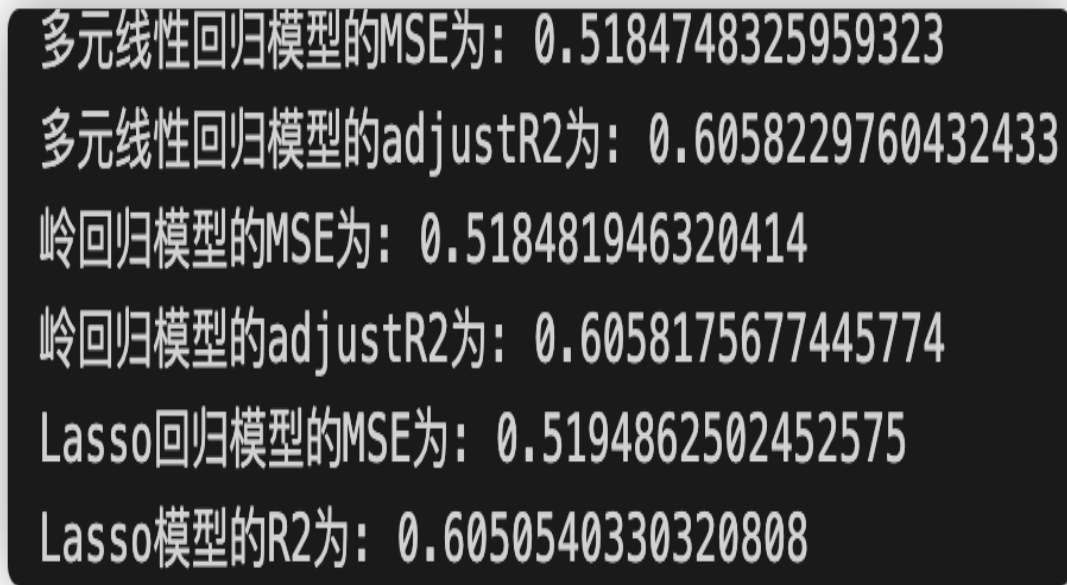 多元线性回归模型的MSE为: 0.5184748325959323
多元线性回归模型的adjustR2为: 0.6058229760432433
岭回归模型的MSE为: 0.518481946320414
岭回归模型的adjustR2为: 0.6058175677445774
Lasso回归模型的MSE为: 0.5194862502452575
Lasso模型的R2为: 0.6050540330320808